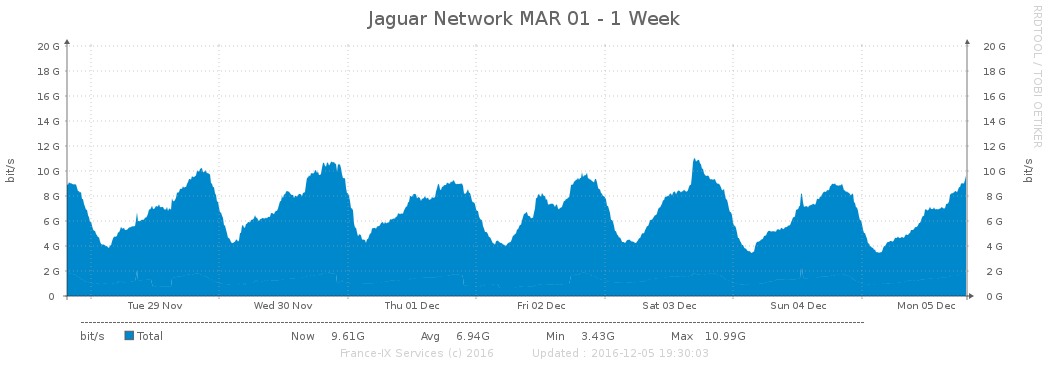 Jaguar Network MAR 01 - 1 Week
RRDTOOL / TOBI OETIKER
bit/s
20 G 20 G
18 G 18 G
16 G 16 G
14 G 14 G
12 G 12 G
10 G 10 G
8 G 8 G
6 G 6 G
4 G 4 G
2 G 2 G
0 0 G
bit/s
Tue 29 Nov Wed 30 Nov Thu 01 Dec Fri 02 Dec Sat 03 Dec Sun 04 Dec Mon 05 Dec
bit/s Total Now 9.61G Avg 6.94G Min 3.43G Max 10.99G
France-IX Services (c) 2016 Updated : 2016-12-05 19:30:03